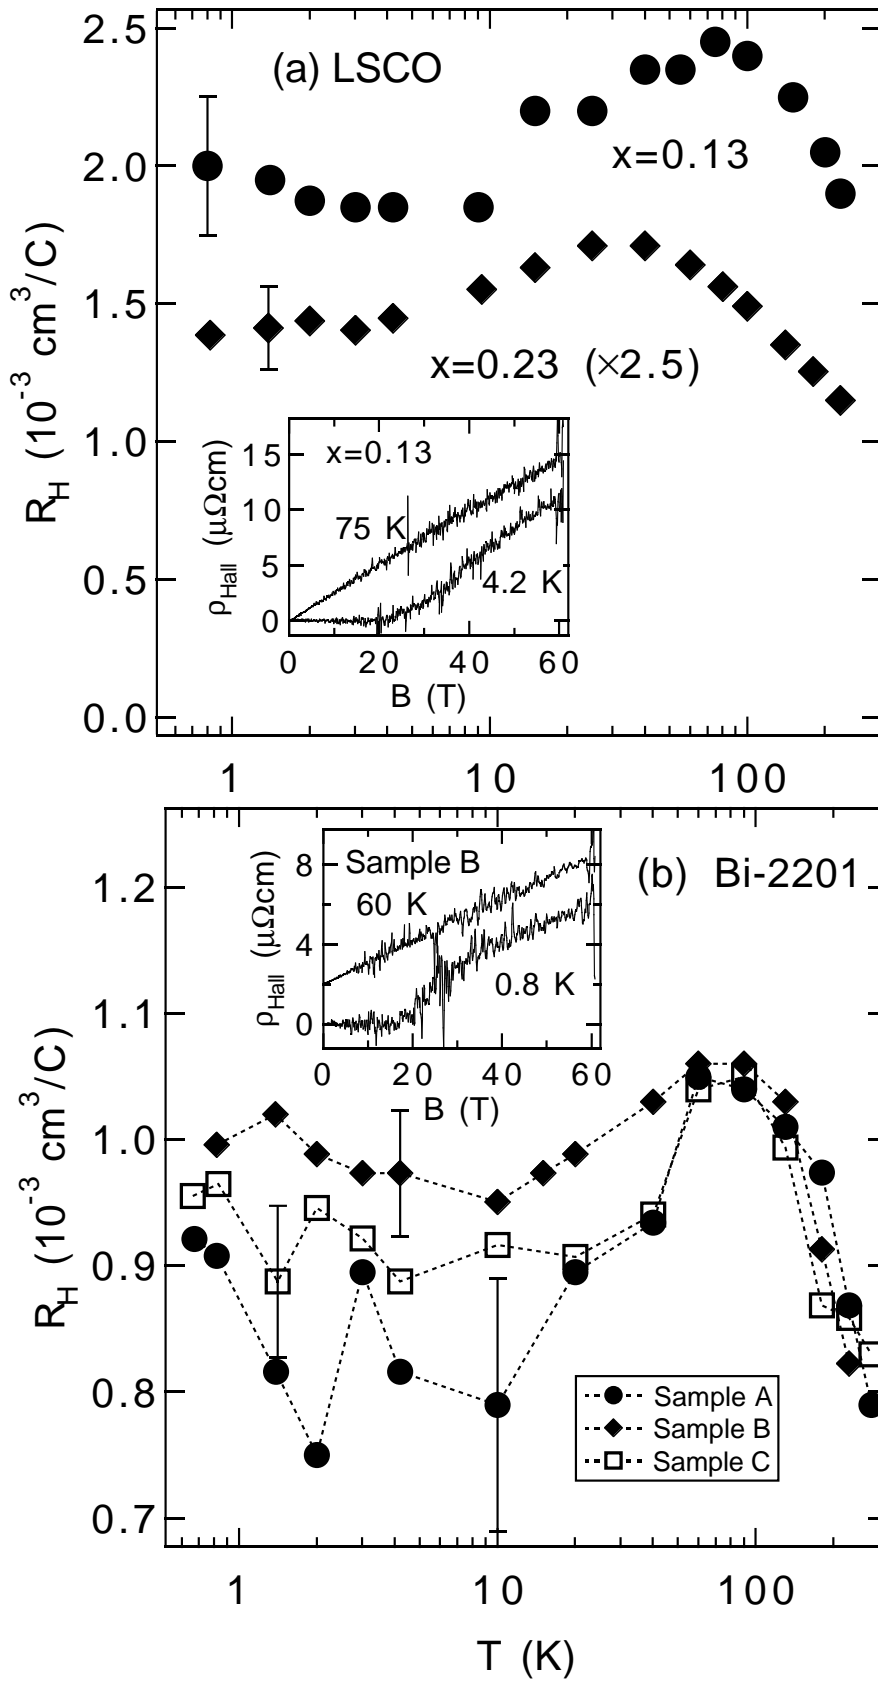 (a) LSCO
2.5
2.0
1.5
1.0
0.5
0.0
R_H (10^-3 cm^3/C)
x=0.13
x=0.23 (×2.5)
x=0.13
75 K
4.2 K
15
10
5
0
ρ_Hall (μΩcm)
0 20 40 60
B (T)
1 10 100
(b) Bi-2201
1.2
1.1
1.0
0.9
0.8
0.7
R_H (10^-3 cm^3/C)
Sample B
60 K
0.8 K
8
4
0
ρ_Hall (μΩcm)
0 20 40 60
B (T)
Sample A
Sample B
Sample C
1 10 100
T (K)